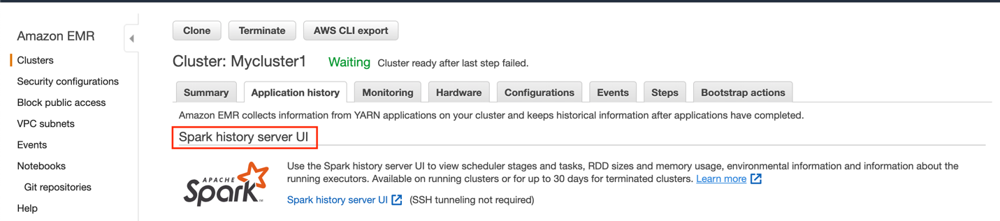 Amazon EMR
Clusters
Security configurations
Block public access
VPC subnets
Events
Notebooks
Git repositories
Help
Clone Terminate AWS CLI export
Cluster: Mycluster1 Waiting Cluster ready after last step failed.
Summary Application history Monitoring Hardware Configurations Events Steps Bootstrap actions
Amazon EMR collects information from YARN applications on your cluster and keeps historical information after applications have completed.
Spark history server UI
APACHE
Spark™
Use the Spark history server UI to view scheduler stages and tasks, RDD sizes and memory usage, environmental information and information about the
running executors. Available on running clusters or for up to 30 days for terminated clusters. Learn more
Spark history server UI (SSH tunneling not required)